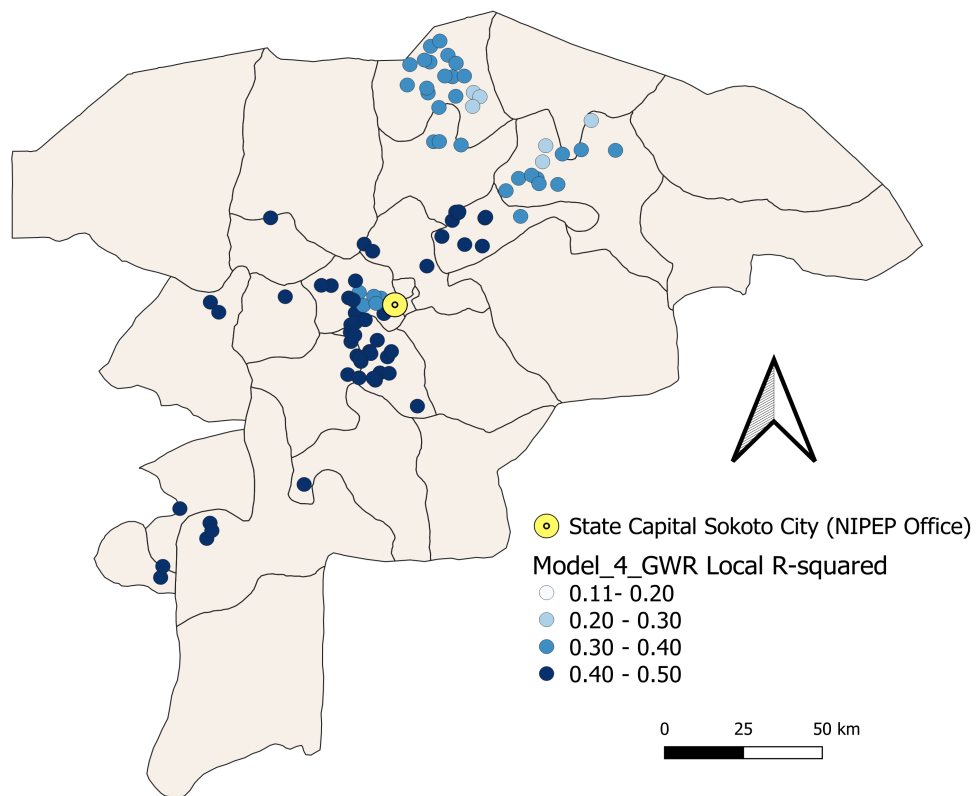 State Capital Sokoto City (NIPEP Office)
Model_4_GWR Local R-squared
0.11- 0.20
0.20 - 0.30
0.30 - 0.40
0.40 - 0.50
0 25 50 km